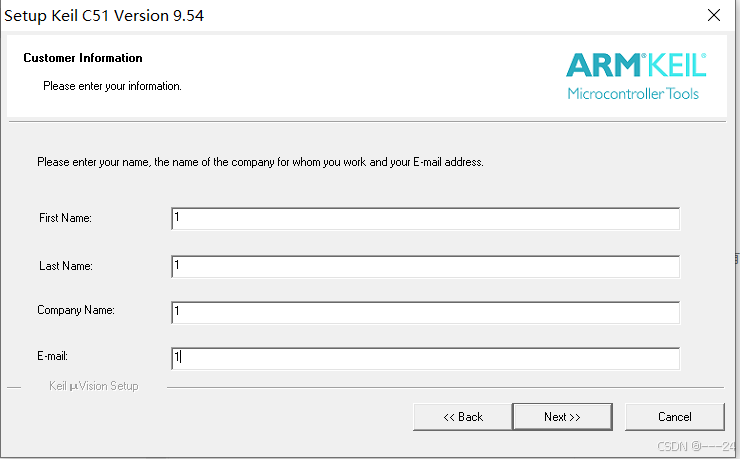 Setup Keil C51 Version 9.54
Customer Information
Please enter your information.
ARM®KEIL®
Microcontroller Tools
Please enter your name, the name of the company for whom you work and your E-mail address.
First Name: 1
Last Name: 1
Company Name: 1
E-mail: 1
Keil µVision Setup
<< Back Next >> Cancel
CSDN @---24